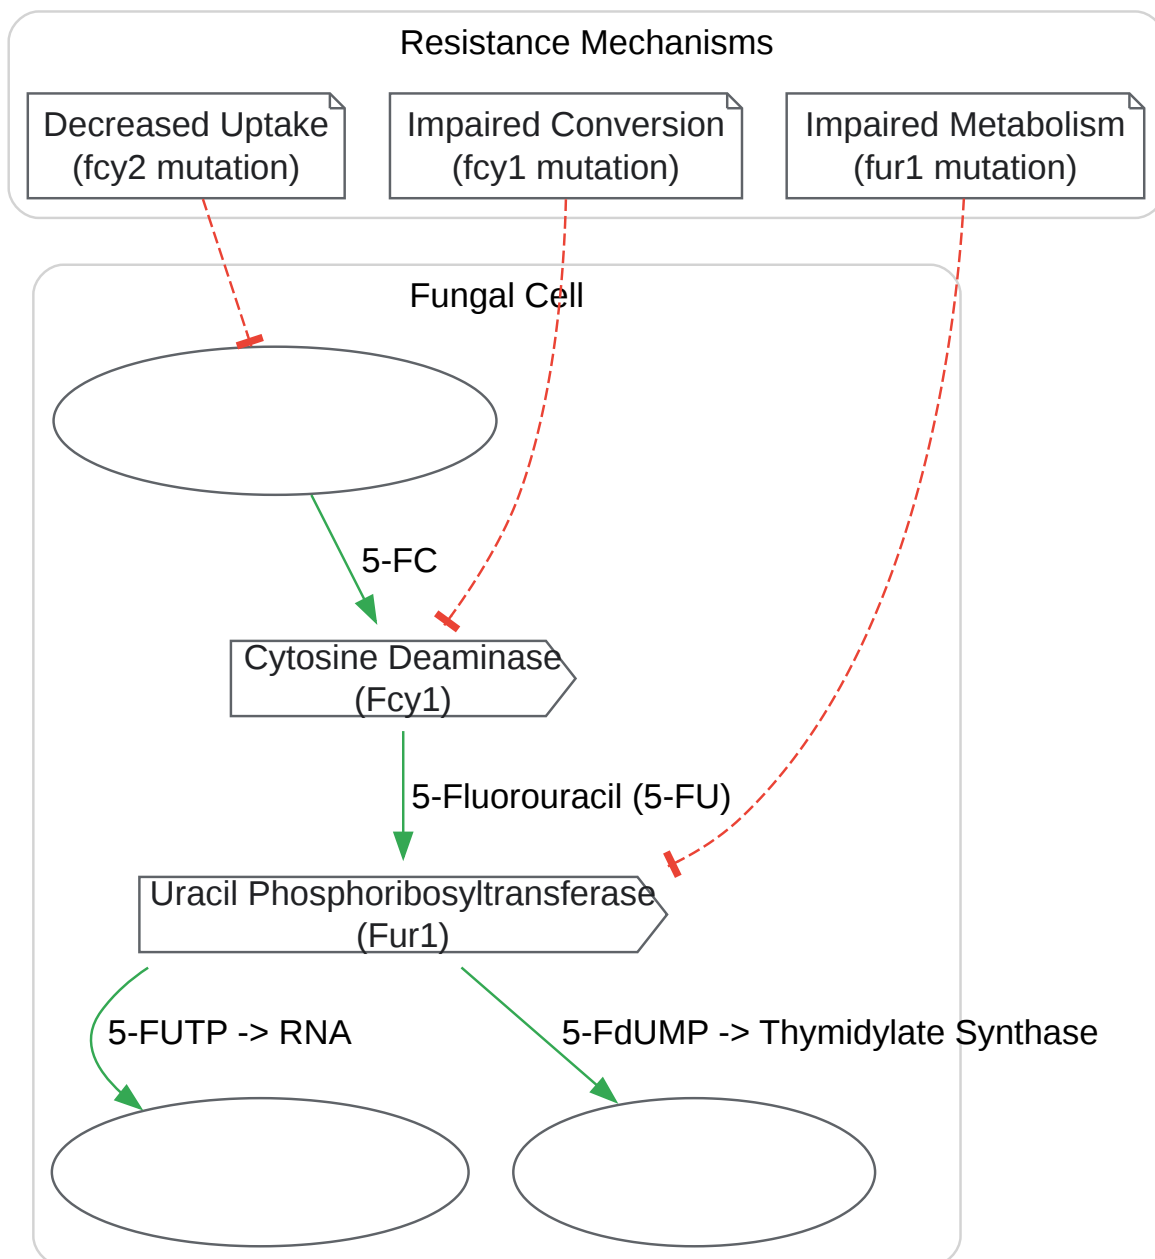 Resistance Mechanisms
Decreased Uptake
(fcy2 mutation)
Impaired Conversion
(fcy1 mutation)
Impaired Metabolism
(fur1 mutation)
Fungal Cell
5-FC
Cytosine Deaminase
(Fcy1)
5-Fluorouracil (5-FU)
Uracil Phosphoribosyltransferase
(Fur1)
5-FUTP -> RNA
5-FdUMP -> Thymidylate Synthase